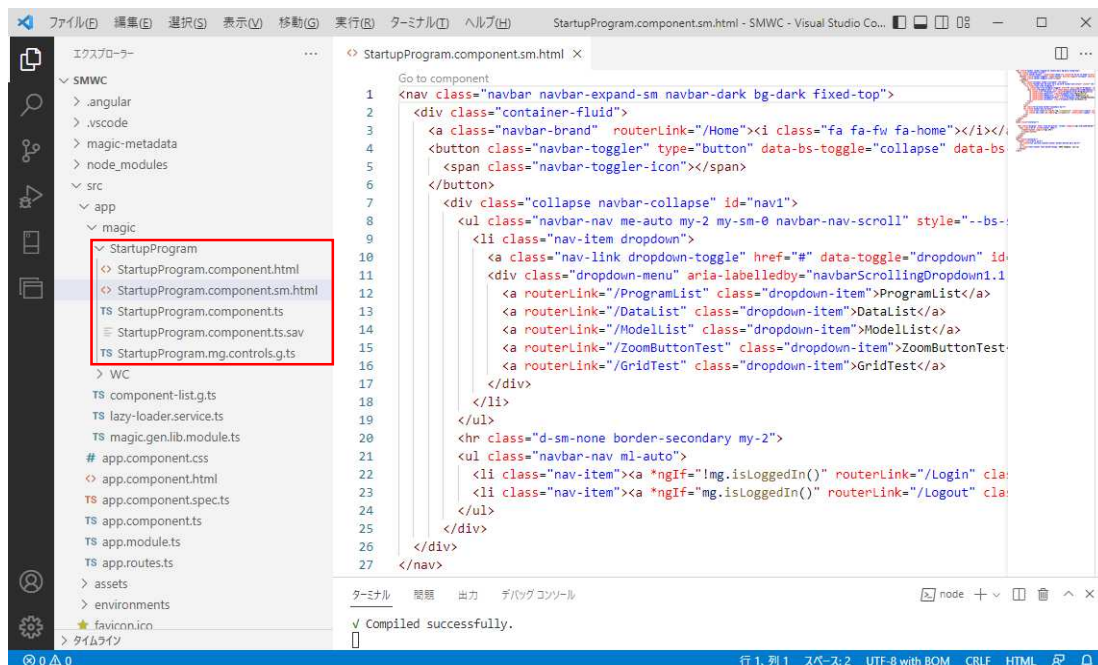 ファイル(F) 編集(E) 選択(S) 表示(V) 移動(G) 実行(R) ターミナル(T) ヘルプ(H) StartupProgram.component.sm.html - SMWC - Visual Studio Co...
エクスプローラー ...
SMWC
.angular
.vscode
magic-metadata
node_modules
src
app
magic
StartupProgram
StartupProgram.component.html
StartupProgram.component.sm.html
TS StartupProgram.component.ts
StartupProgram.component.ts.sav
TS StartupProgram.mg.controls.g.ts
WC
TS component-list.g.ts
TS lazy-loader.service.ts
TS magic.gen.lib.module.ts
# app.component.css
app.component.html
TS app.component.spec.ts
TS app.component.ts
TS app.module.ts
TS app.routes.ts
assets
environments
favicon.ico
タイムライン
StartupProgram.component.sm.html
Go to component
1 <nav class="navbar navbar-expand-sm navbar-dark bg-dark fixed-top">
2 <div class="container-fluid">
3 <a class="navbar-brand" routerLink="/Home"><i class="fa fa-fw fa-home"></i></
4 <button class="navbar-toggler" type="button" data-bs-toggle="collapse" data-bs-
5 <span class="navbar-toggler-icon"></span>
6 </button>
7 <div class="collapse navbar-collapse" id="nav1">
8 <ul class="navbar-nav me-auto my-2 my-sm-0 navbar-nav-scroll" style="--bs-
9 <li class="nav-item dropdown">
10 <a class="nav-link dropdown-toggle" href="#" data-toggle="dropdown" id
11 <div class="dropdown-menu" aria-labelledby="navbarScrollingDropdown1.1
12 <a routerLink="/ProgramList" class="dropdown-item">ProgramList</a>
13 <a routerLink="/DataList" class="dropdown-item">DataList</a>
14 <a routerLink="/ModelList" class="dropdown-item">ModelList</a>
15 <a routerLink="/ZoomButtonTest" class="dropdown-item">ZoomButtonTest
16 <a routerLink="/GridTest" class="dropdown-item">GridTest</a>
17 </div>
18 </li>
19 </ul>
20 <hr class="d-sm-none border-secondary my-2">
21 <ul class="navbar-nav ml-auto">
22 <li class="nav-item"><a *ngIf="!mg.isLoggedIn()" routerLink="/Login" cla
23 <li class="nav-item"><a *ngIf="mg.isLoggedIn()" routerLink="/Logout" cla
24 </ul>
25 </div>
26 </div>
27 </nav>
ターミナル 問題 出力 デバッグ コンソール node
√ Compiled successfully.
0 0 行 1、列 1 スペース: 2 UTF-8 with BOM CRLF HTML